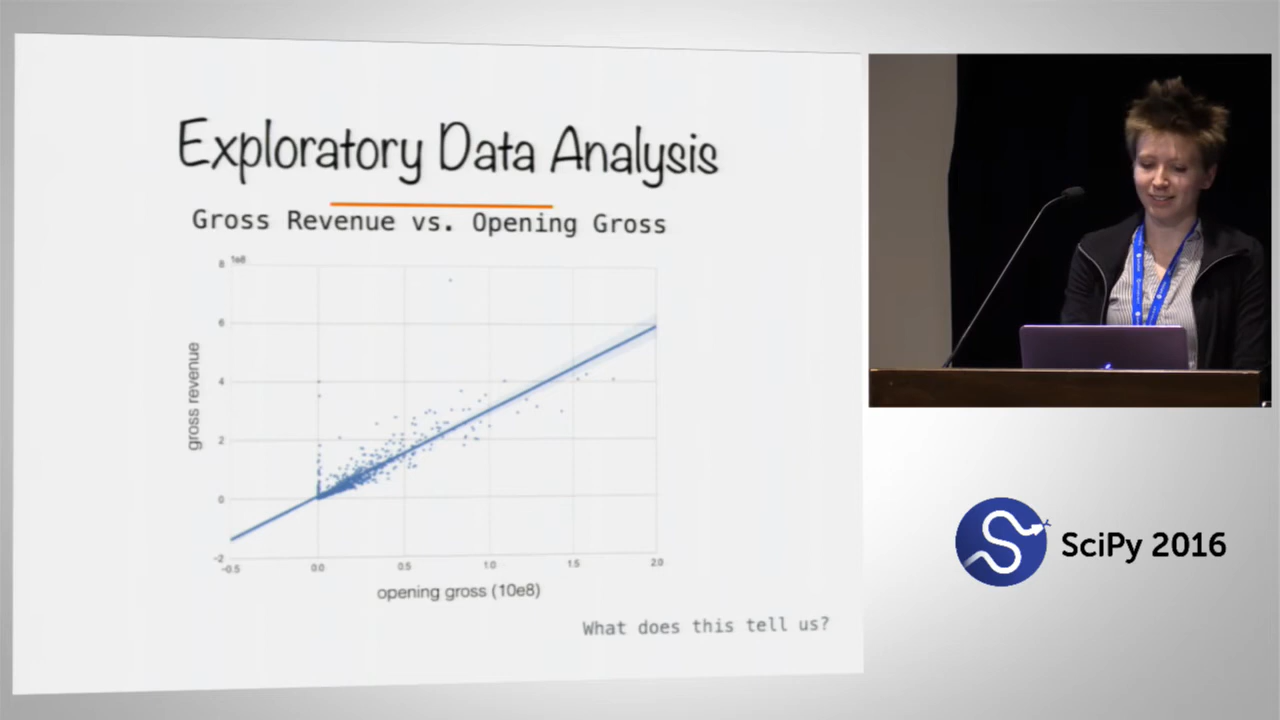 Exploratory Data Analysis
Gross Revenue vs. Opening Gross
1e8
8
6
4
2
0
-2
-0.5 0.0 0.5 1.0 1.5 2.0
gross revenue
opening gross (10e8)
What does this tell us?
SciPy 2016